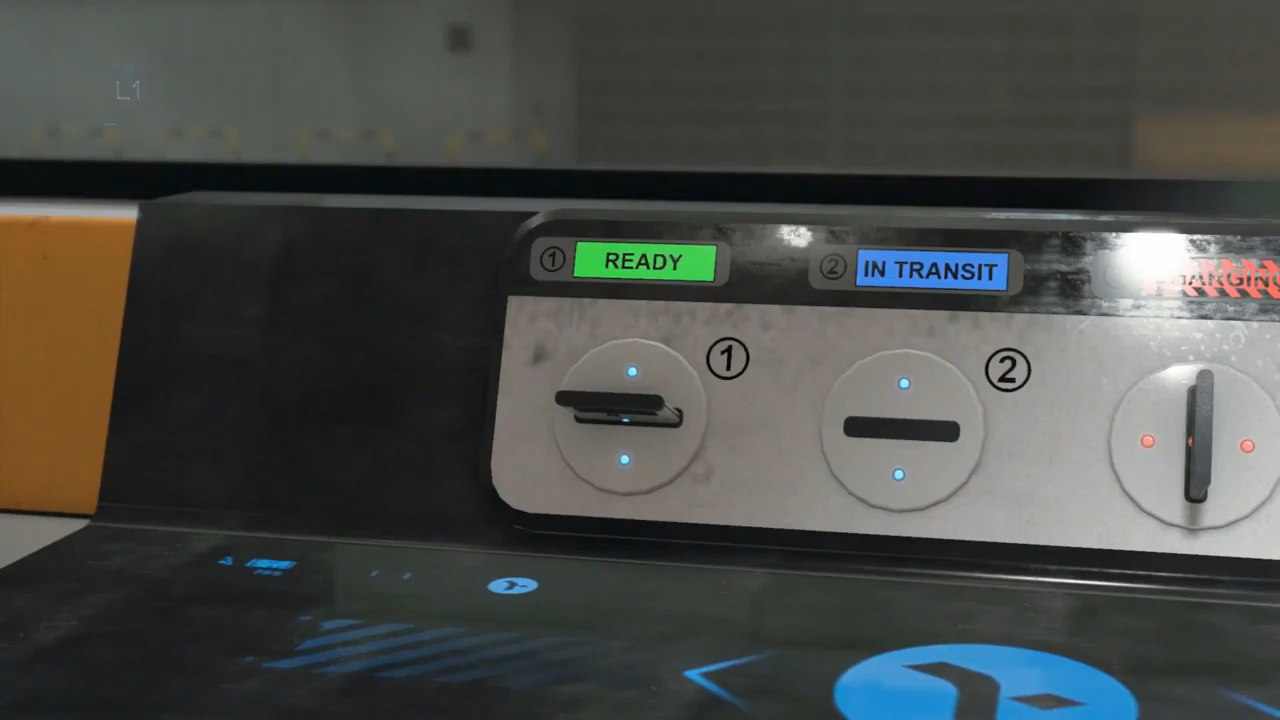 L1
① READY
② IN TRANSIT
①
②